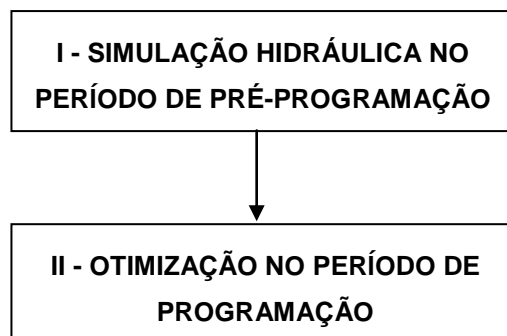 I - SIMULAÇÃO HIDRÁULICA NO
PERÍODO DE PRÉ-PROGRAMAÇÃO
II - OTIMIZAÇÃO NO PERÍODO DE
PROGRAMAÇÃO